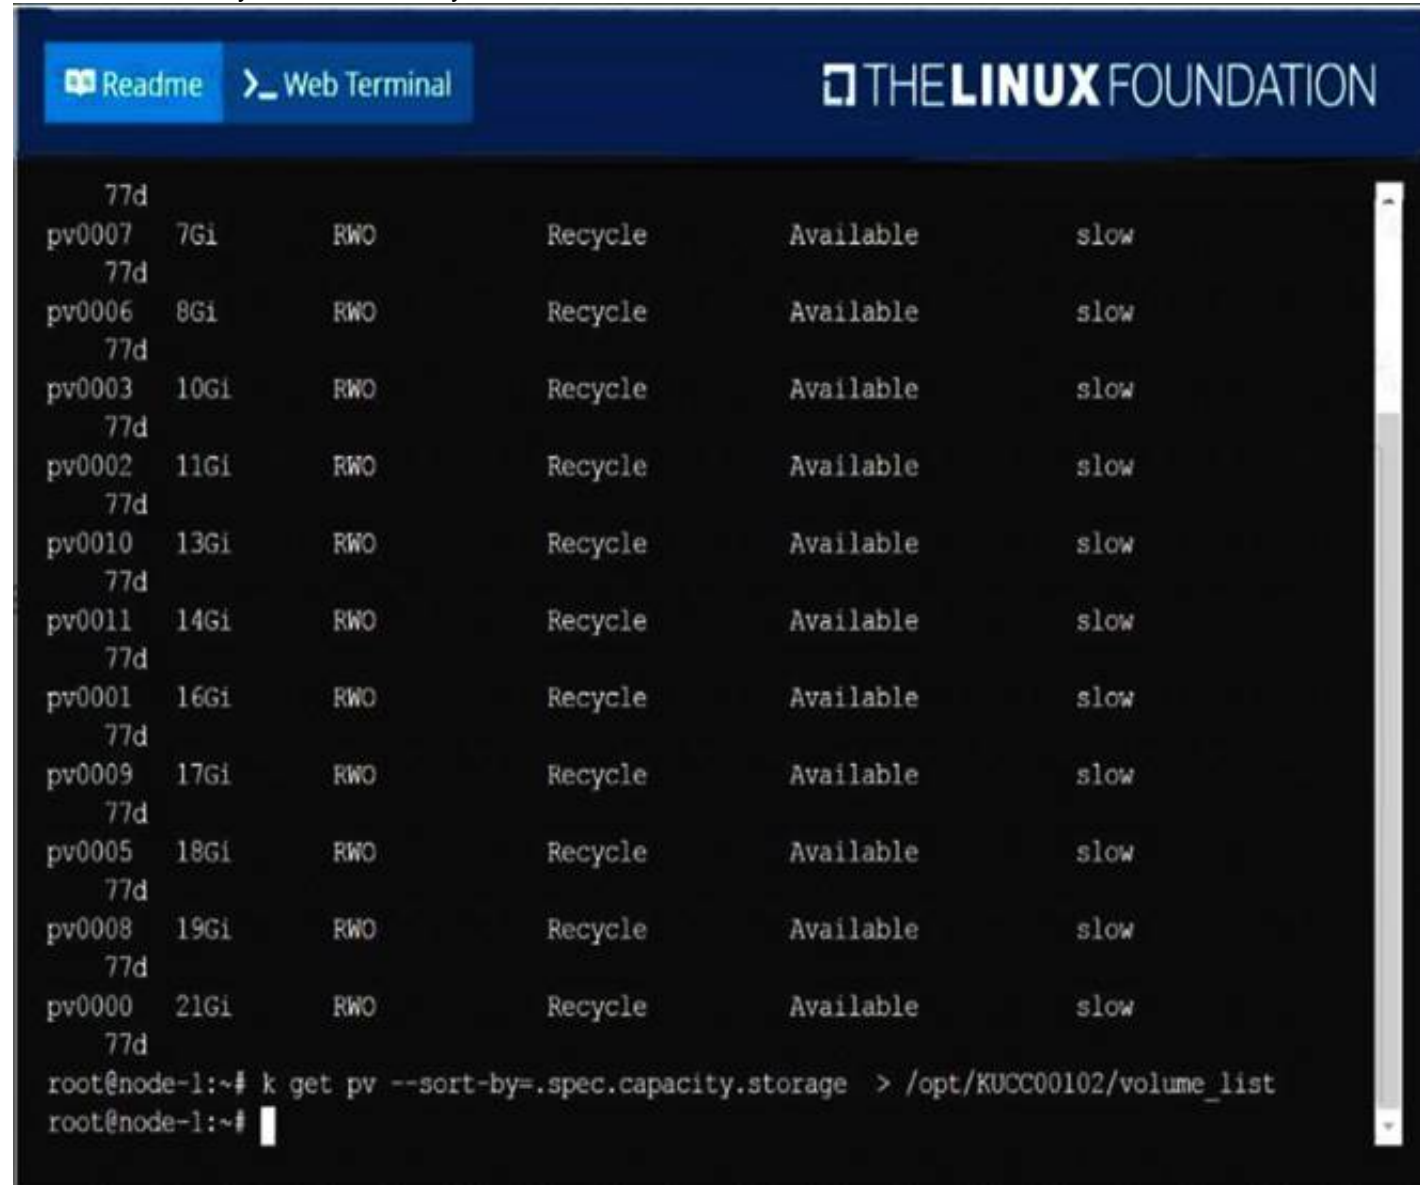 Readme >_ Web Terminal THE LINUX FOUNDATION
77d
pv0007 7Gi RWO Recycle Available slow
77d
pv0006 8Gi RWO Recycle Available slow
77d
pv0003 10Gi RWO Recycle Available slow
77d
pv0002 11Gi RWO Recycle Available slow
77d
pv0010 13Gi RWO Recycle Available slow
77d
pv0011 14Gi RWO Recycle Available slow
77d
pv0001 16Gi RWO Recycle Available slow
77d
pv0009 17Gi RWO Recycle Available slow
77d
pv0005 18Gi RWO Recycle Available slow
77d
pv0008 19Gi RWO Recycle Available slow
77d
pv0000 21Gi RWO Recycle Available slow
77d
root@node-1:~# k get pv --sort-by=.spec.capacity.storage > /opt/KUCC00102/volume_list
root@node-1:~#